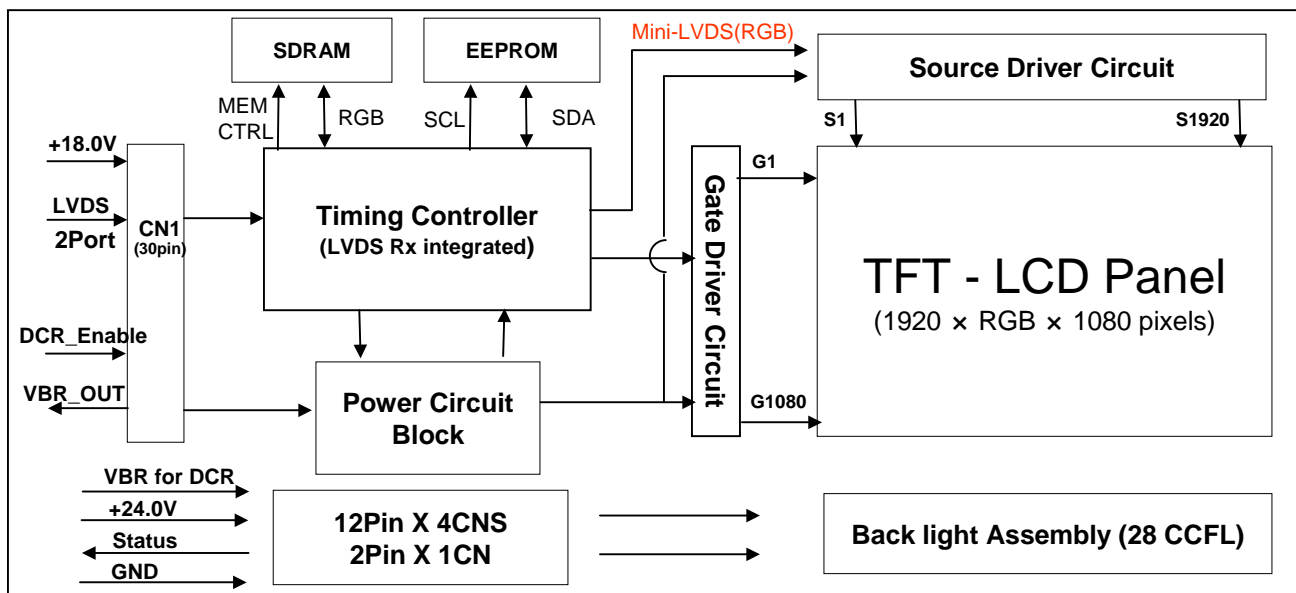 Mini-LVDS(RGB)
SDRAM
EEPROM
Source Driver Circuit
MEM
CTRL
RGB
SCL
SDA
S1
S1920
+18.0V
LVDS
2Port
CN1
(30pin)
Timing Controller
(LVDS Rx integrated)
Gate Driver Circuit
G1
TFT - LCD Panel
(1920 × RGB × 1080 pixels)
DCR_Enable
VBR_OUT
Power Circuit
Block
G1080
VBR for DCR
+24.0V
Status
GND
12Pin X 4CNS
2Pin X 1CN
Back light Assembly (28 CCFL)